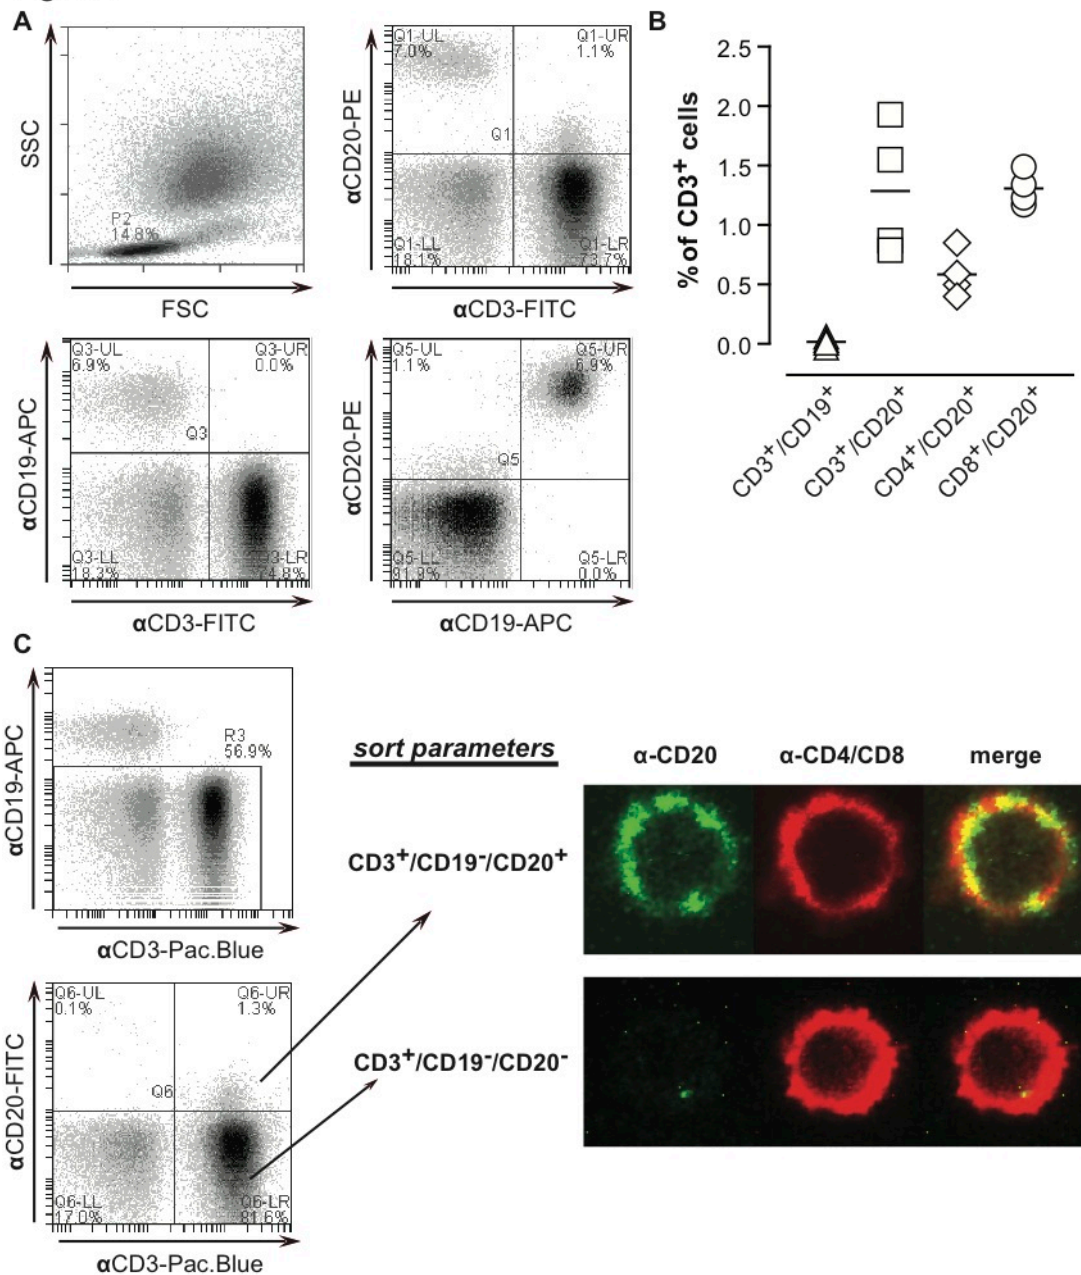 A
SSC
P2
14.8%
FSC
Q1-UL
7.0%
Q1-UR
1.1%
αCD20-PE
Q1
Q1-LL
18.1%
Q1-LR
73.7%
αCD3-FITC
B
2.5
2.0
1.5
1.0
0.5
0.0
% of CD3+ cells
CD3+/CD19+
CD3+/CD20+
CD4+/CD20+
CD8+/CD20+
Q3-UL
6.9%
Q3-UR
0.0%
αCD19-APC
Q3
Q3-LL
18.3%
3-LR
4.8%
αCD3-FITC
Q5-UL
1.1%
Q5-UR
6.9%
αCD20-PE
Q5
Q5-LL
91.9%
Q5-LR
0.0%
αCD19-APC
C
αCD19-APC
R3
56.9%
αCD3-Pac.Blue
sort parameters
α-CD20
α-CD4/CD8
merge
CD3+/CD19-/CD20+
CD3+/CD19-/CD20-
Q6-UL
0.1%
Q6-UR
1.3%
αCD20-FITC
Q6
Q6-LL
17.0%
Q6-LR
81.6%
αCD3-Pac.Blue